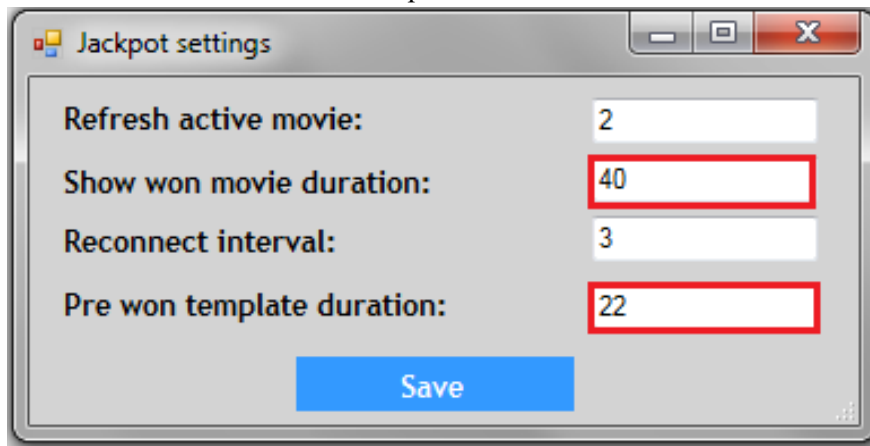 Jackpot settings
Refresh active movie: 2
Show won movie duration: 40
Reconnect interval: 3
Pre won template duration: 22
Save